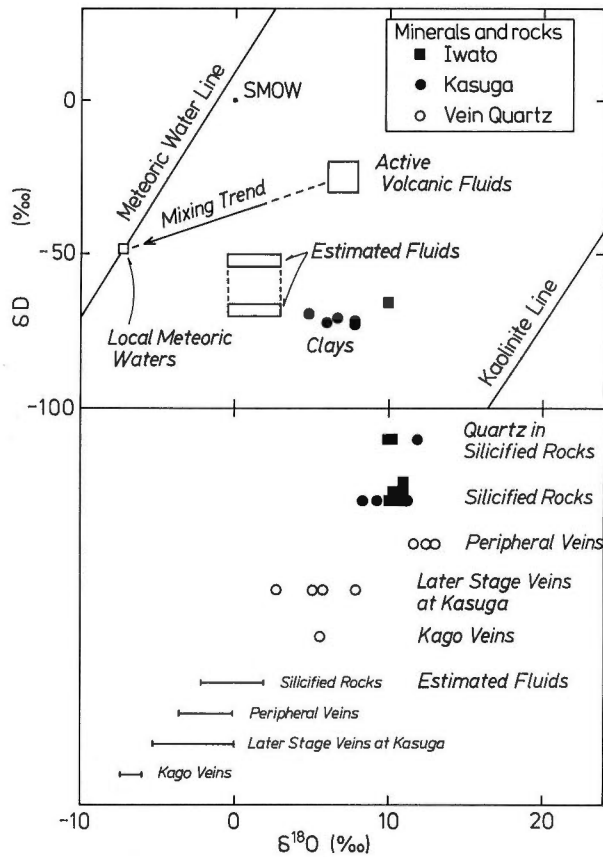 Minerals and rocks
■ Iwato
● Kasuga
○ Vein Quartz
Meteoric Water Line
SMOW
Active
Volcanic Fluids
Mixing Trend
Estimated Fluids
Local Meteoric
Waters
Clays
Kaolinite Line
δD (‰)
0
−50
−100
Quartz in
Silicified Rocks
Silicified Rocks
Peripheral Veins
Later Stage Veins
at Kasuga
Kago Veins
Silicified Rocks Estimated Fluids
Peripheral Veins
Later Stage Veins at Kasuga
Kago Veins
−10 0 10 20
δ¹⁸O (‰)